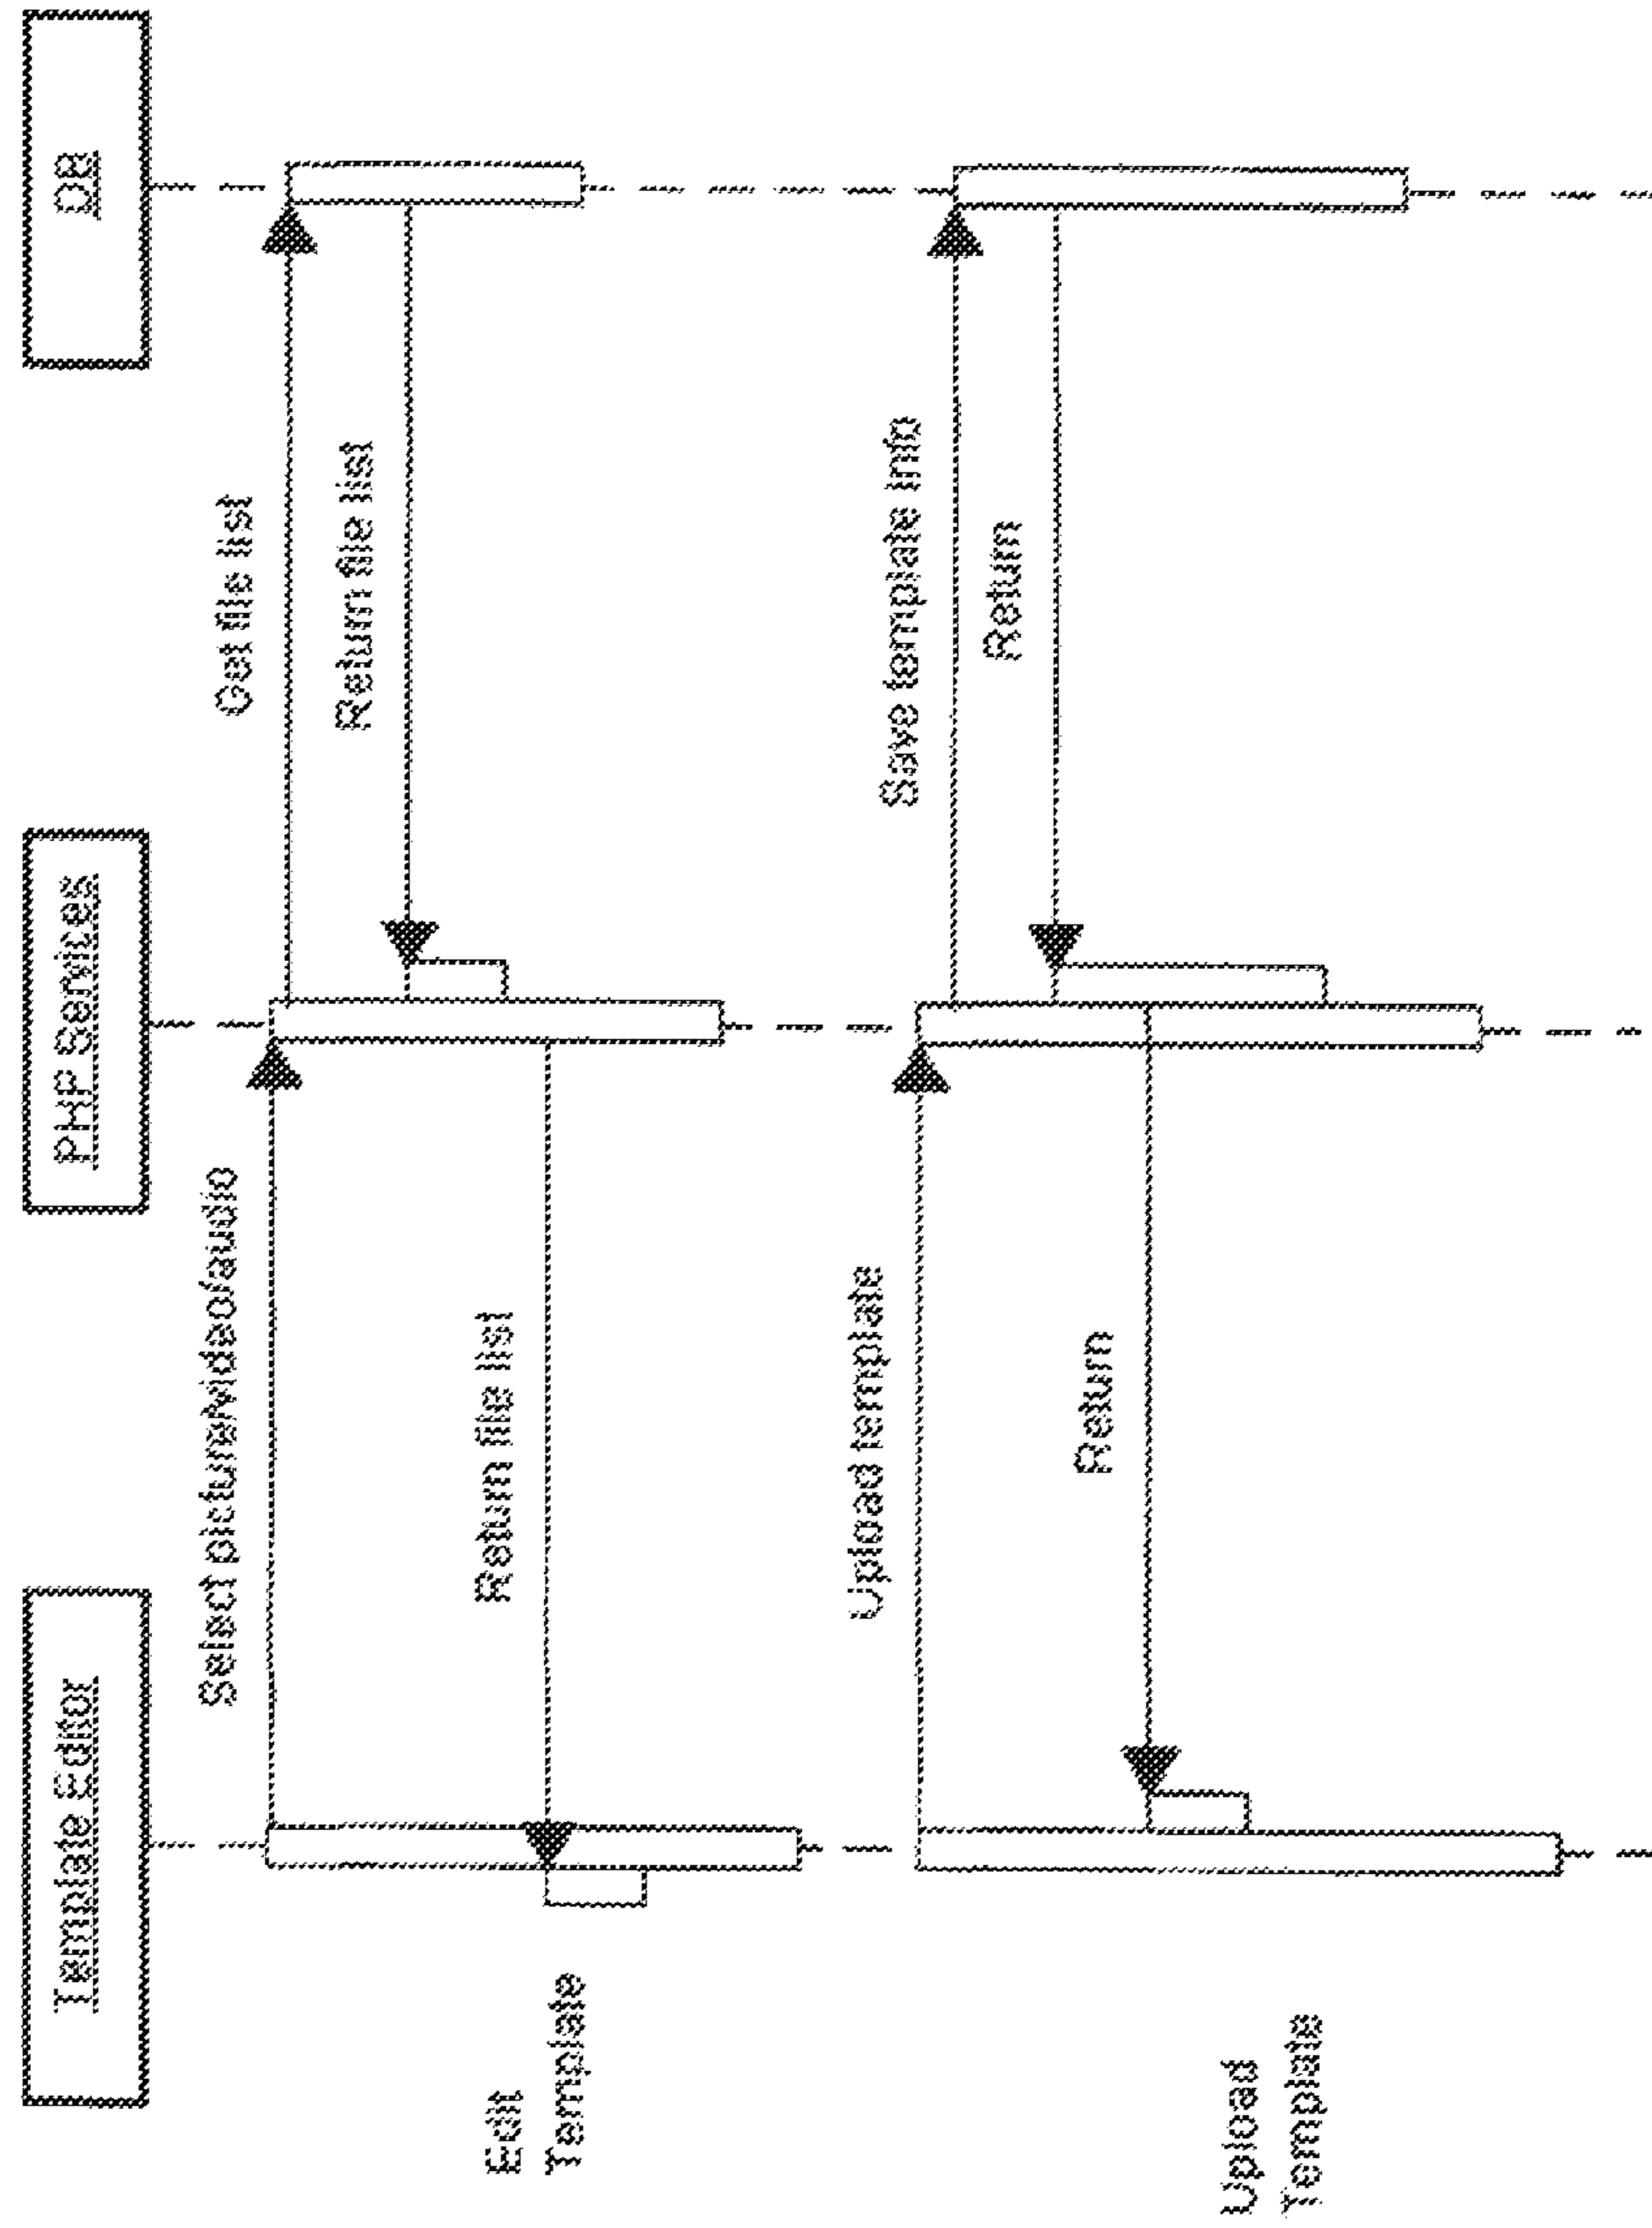 Template Editor
PHP Services
DB
Select picture/video/audio
Get file list
Return file list
Return file list
Edit
Template
Upload template
Save template info
Return
Return
Upload
Template